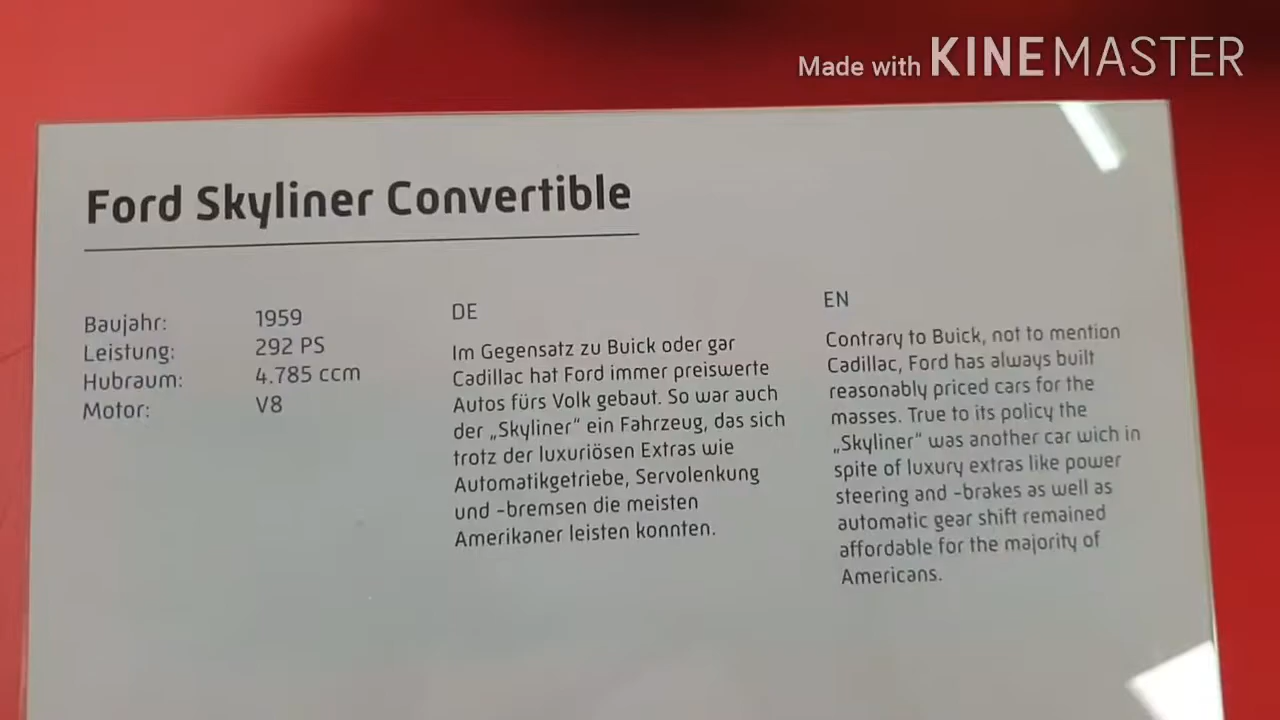 Made with KINEMASTER
Ford Skyliner Convertible
Baujahr: 1959
Leistung: 292 PS
Hubraum: 4.785 ccm
Motor: V8
DE
Im Gegensatz zu Buick oder gar
Cadillac hat Ford immer preiswerte
Autos fürs Volk gebaut. So war auch
der „Skyliner“ ein Fahrzeug, das sich
trotz der luxuriösen Extras wie
Automatikgetriebe, Servolenkung
und -bremsen die meisten
Amerikaner leisten konnten.
EN
Contrary to Buick, not to mention
Cadillac, Ford has always built
reasonably priced cars for the
masses. True to its policy the
„Skyliner“ was another car wich in
spite of luxury extras like power
steering and -brakes as well as
automatic gear shift remained
affordable for the majority of
Americans.